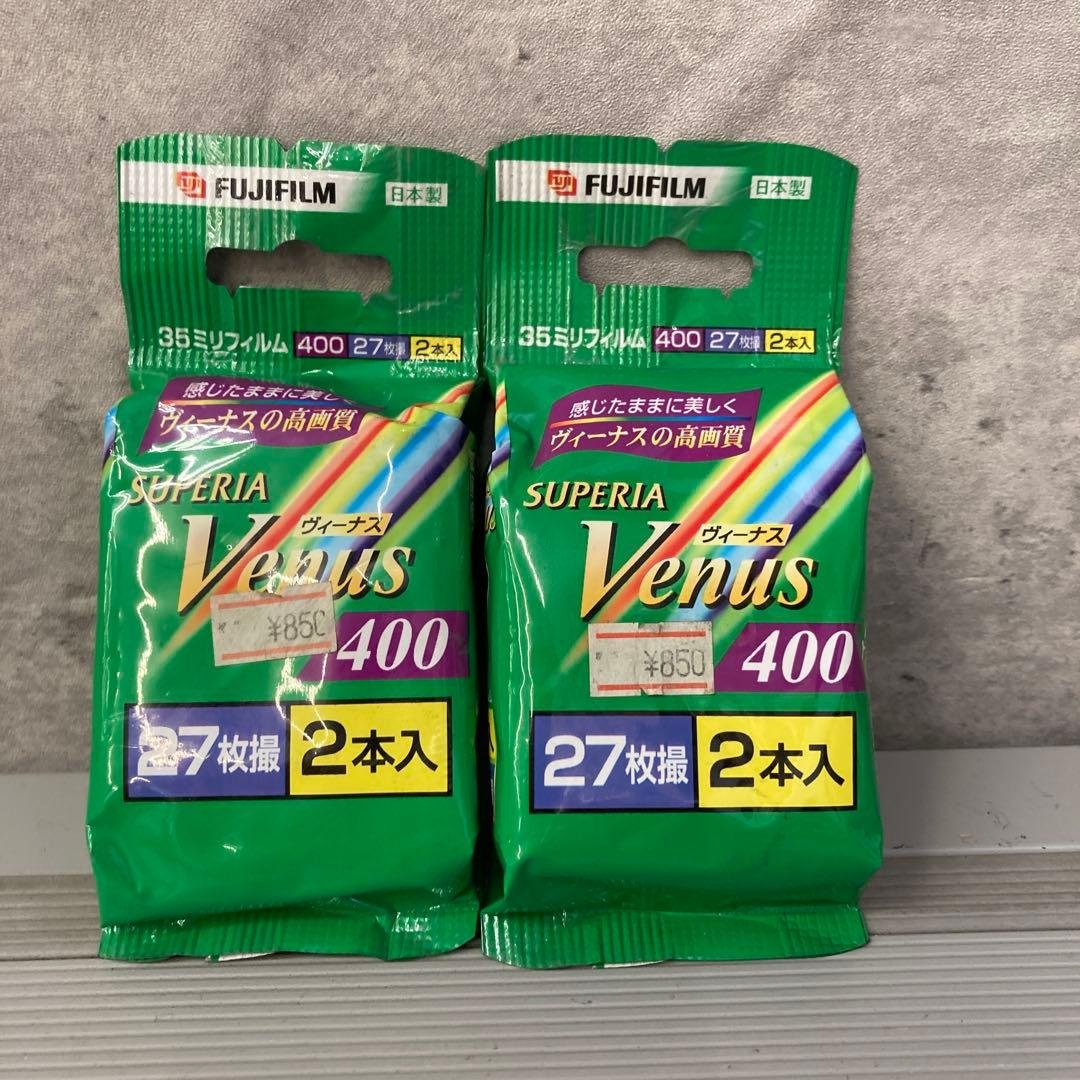 FUJIFILM 日本製
35ミリフィルム 400 27枚撮 2本入
感じたままに美しく
ヴィーナスの高画質
SUPERIA
ヴィーナス
Venus
¥850
400
27枚撮 2本入
FUJI FUJIFILM 日本製
35ミリフィルム 400 27枚撮 2本入
感じたままに美しく
ヴィーナスの高画質
SUPERIA
ヴィーナス
Venus
¥850
400
27枚撮 2本入